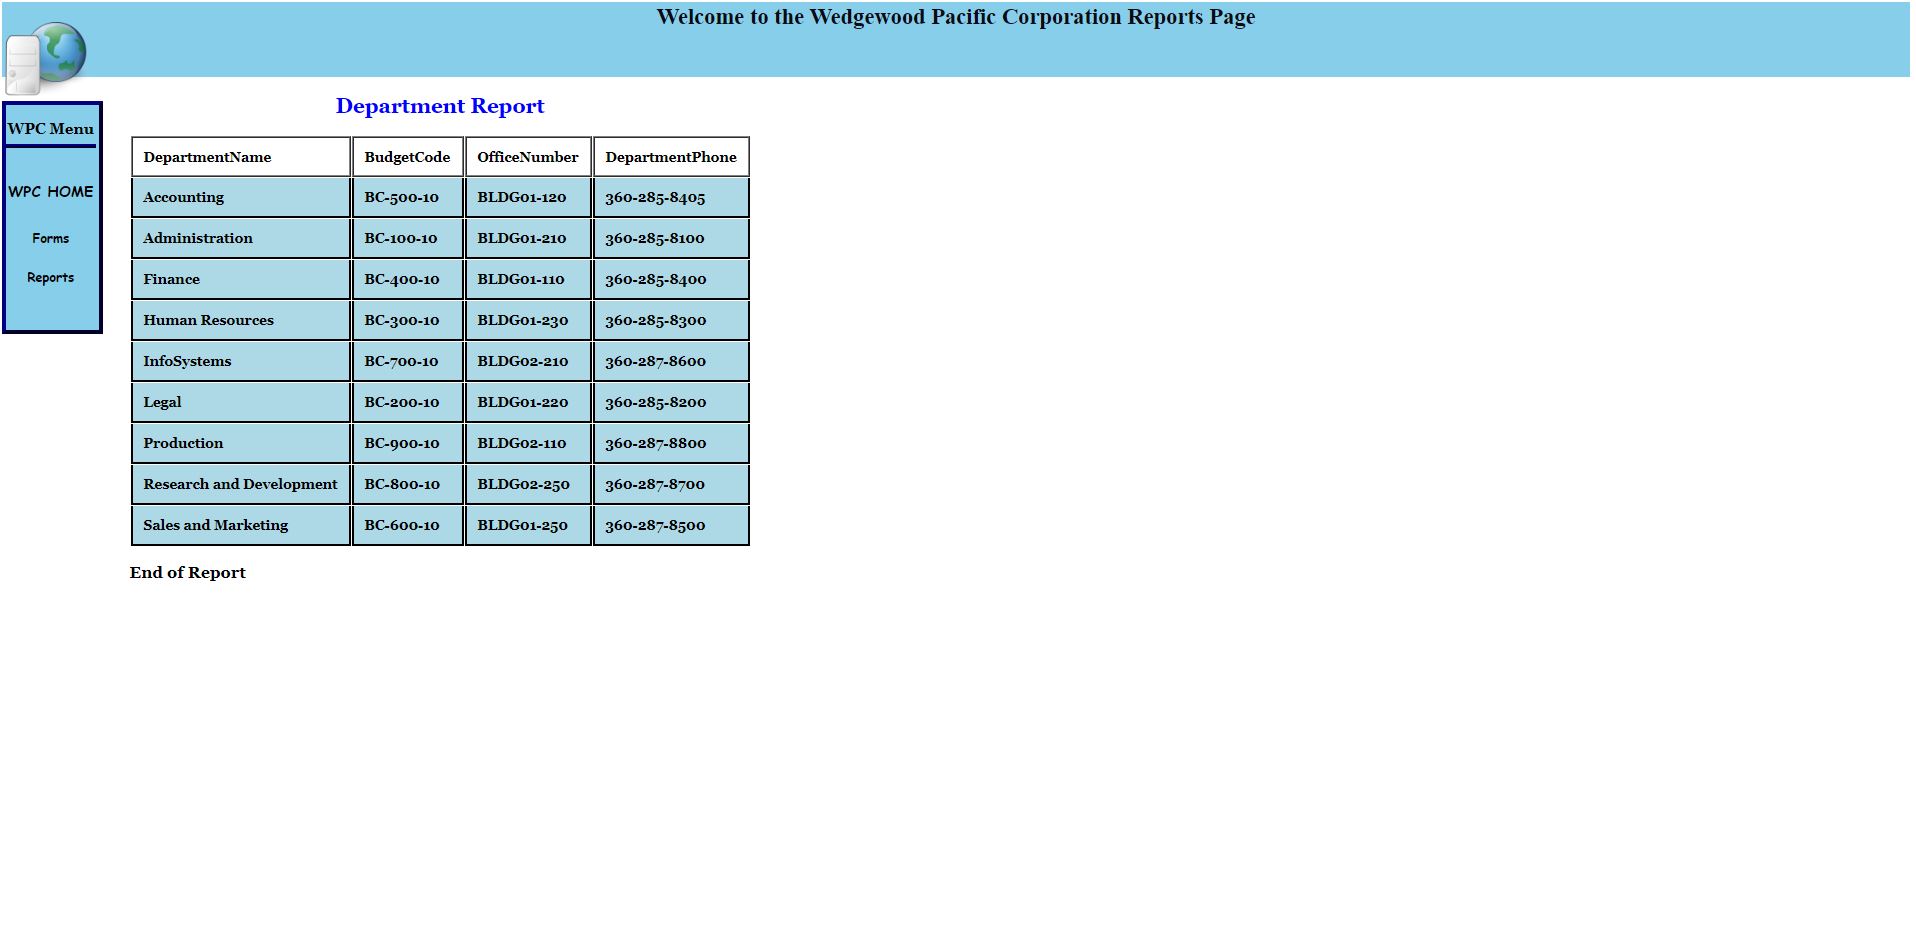 Welcome to the Wedgewood Pacific Corporation Reports Page
WPC Menu
WPC HOME
Forms
Reports
Department Report
DepartmentName BudgetCode OfficeNumber DepartmentPhone
Accounting BC-500-10 BLDG01-120 360-285-8405
Administration BC-100-10 BLDG01-210 360-285-8100
Finance BC-400-10 BLDG01-110 360-285-8400
Human Resources BC-300-10 BLDG01-230 360-285-8300
InfoSystems BC-700-10 BLDG02-210 360-287-8600
Legal BC-200-10 BLDG01-220 360-285-8200
Production BC-900-10 BLDG02-110 360-287-8800
Research and Development BC-800-10 BLDG02-250 360-287-8700
Sales and Marketing BC-600-10 BLDG01-250 360-287-8500
End of Report